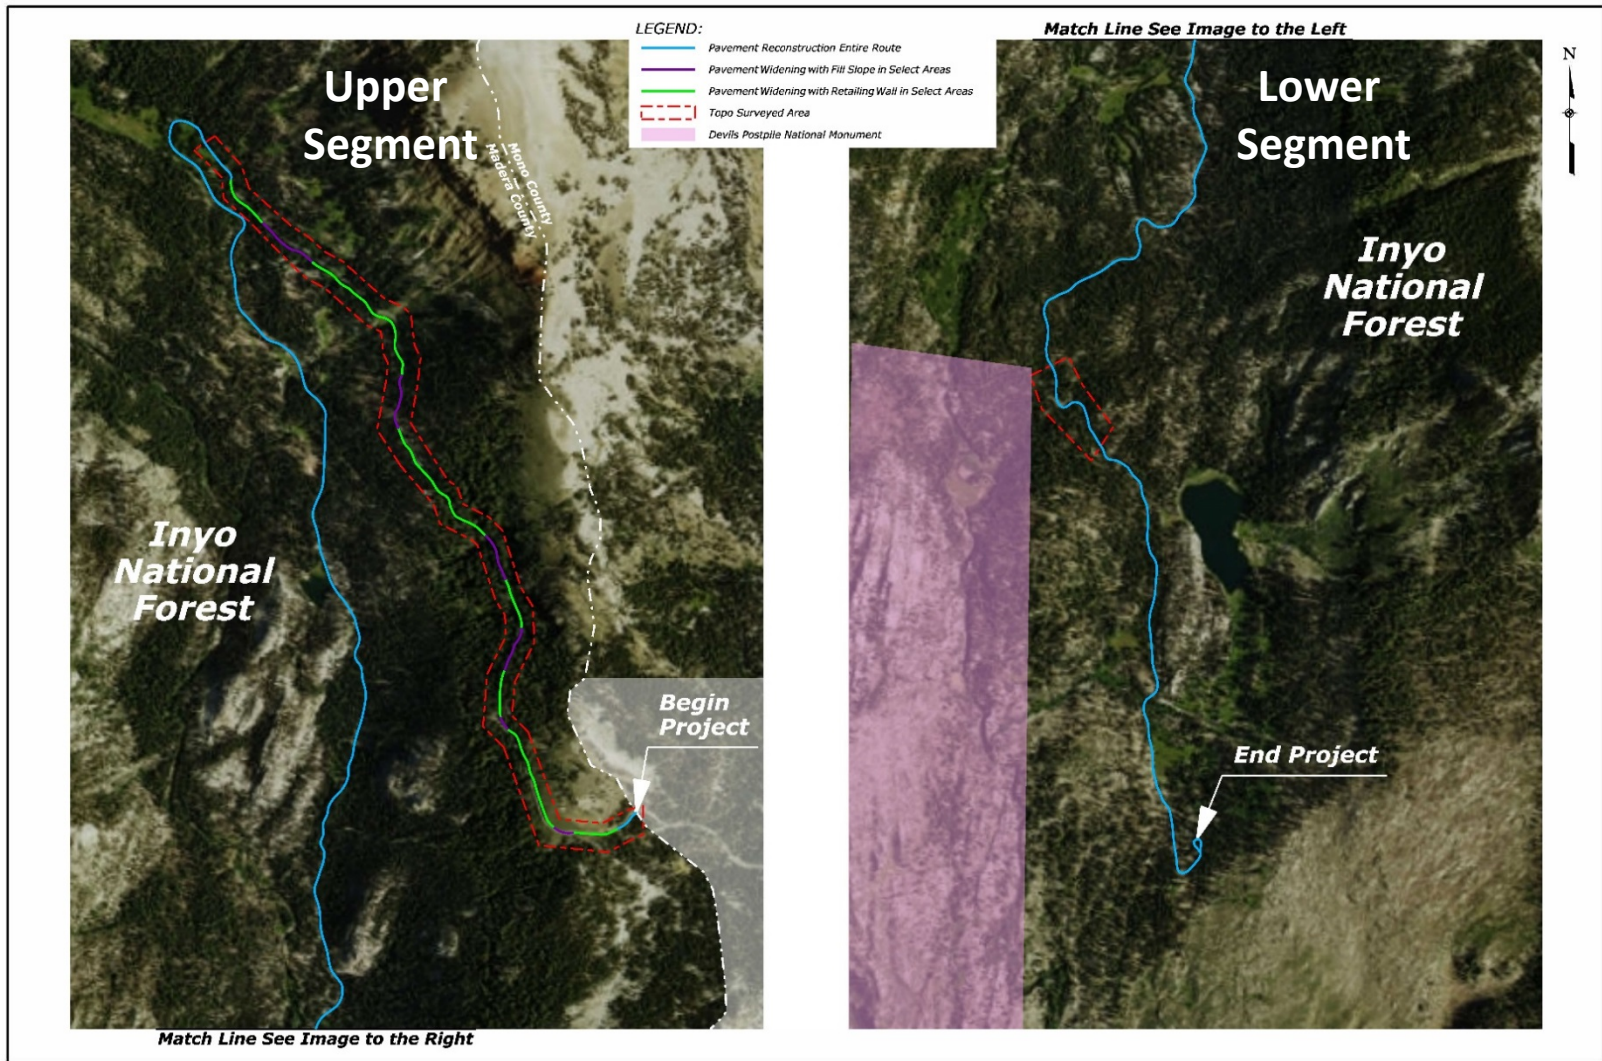 LEGEND:
Pavement Reconstruction Entire Route
Pavement Widening with Fill Slope in Select Areas
Pavement Widening with Retailing Wall in Select Areas
Topo Surveyed Area
Devils Postpile National Monument
Upper
Segment
Mono County
Madera County
Inyo
National
Forest
Begin
Project
Match Line See Image to the Right
Match Line See Image to the Left
N
Lower
Segment
Inyo
National
Forest
End Project